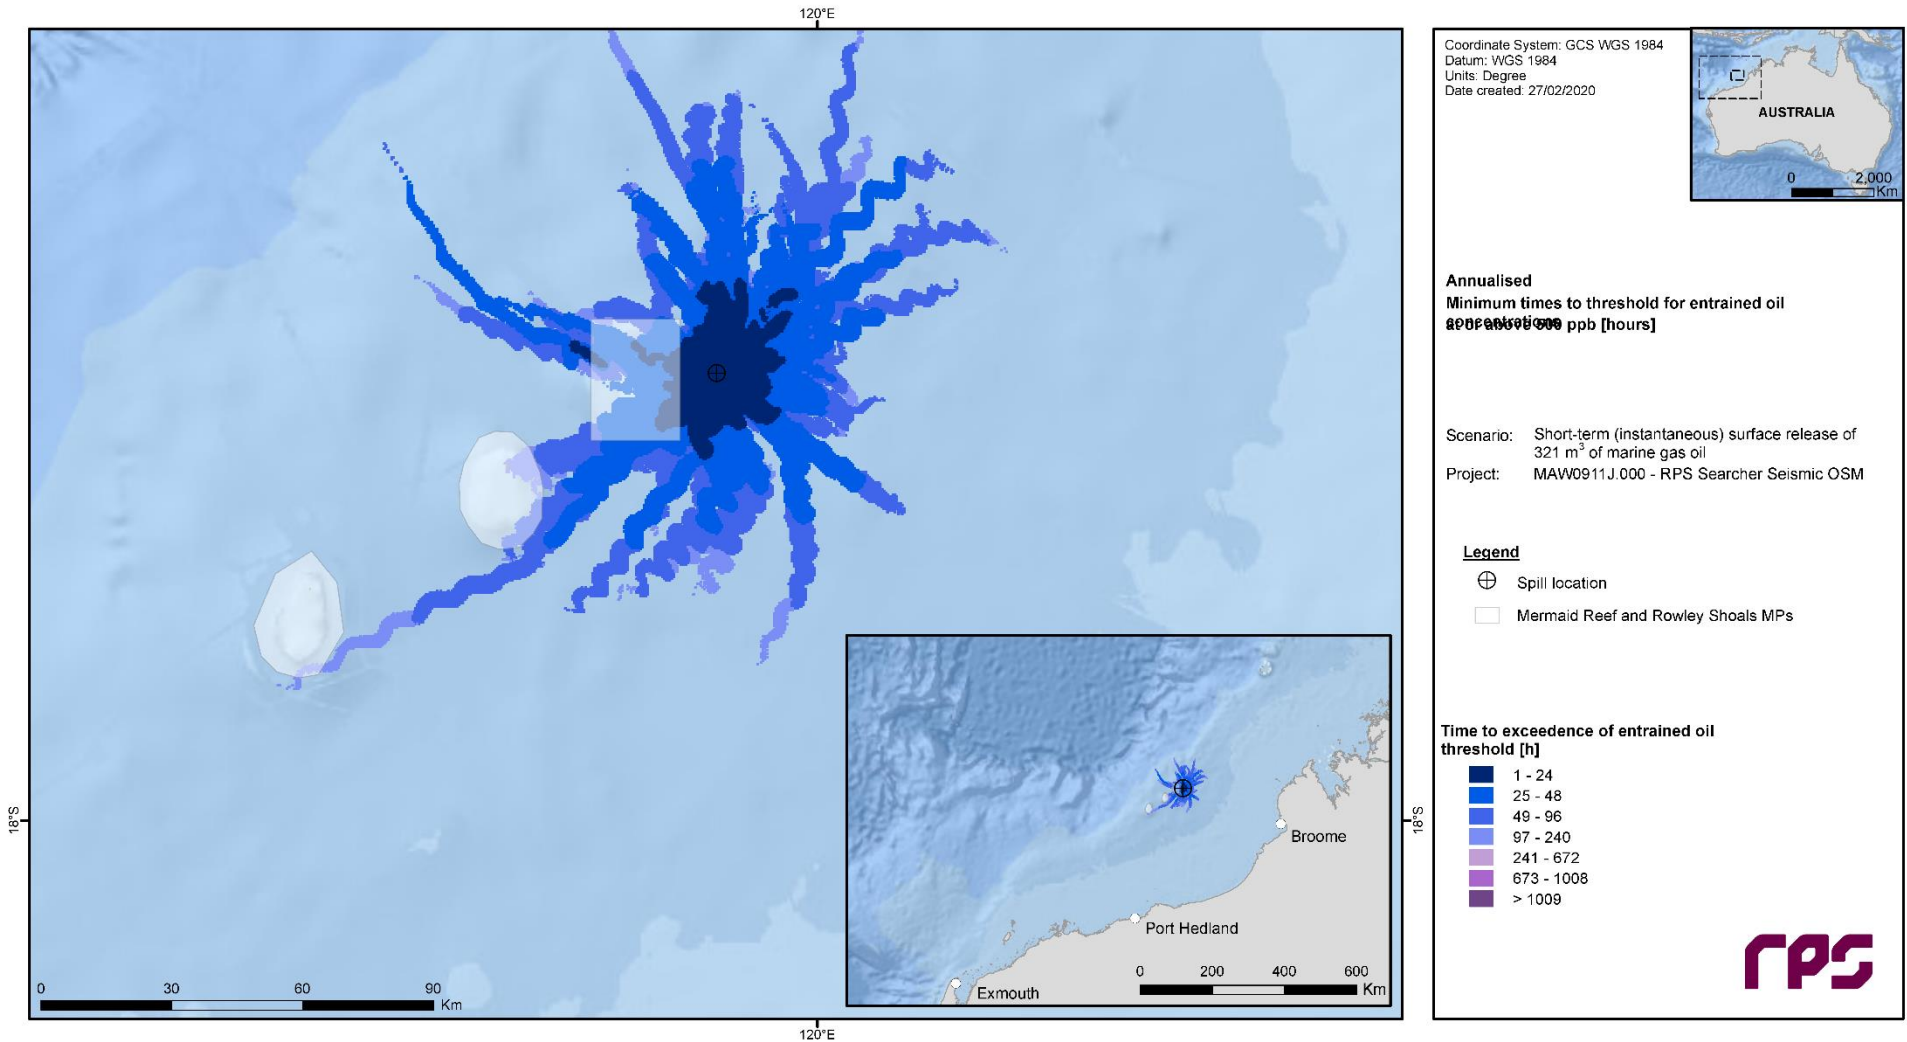 120°E
18°S
18°S
120°E
0 30 60 90
Km
Broome
Port Hedland
Exmouth
0 200 400 600
Km
Coordinate System: GCS WGS 1984
Datum: WGS 1984
Units: Degree
Date created: 27/02/2020
AUSTRALIA
0 2,000
Km
Annualised
Minimum times to threshold for entrained oil
concentrations
at or above ppb [hours]
Scenario: Short-term (instantaneous) surface release of
321 m³ of marine gas oil
Project: MAW0911J.000 - RPS Searcher Seismic OSM
Legend
Spill location
Mermaid Reef and Rowley Shoals MPs
Time to exceedence of entrained oil
threshold [h]
1 - 24
25 - 48
49 - 96
97 - 240
241 - 672
673 - 1008
> 1009
rps